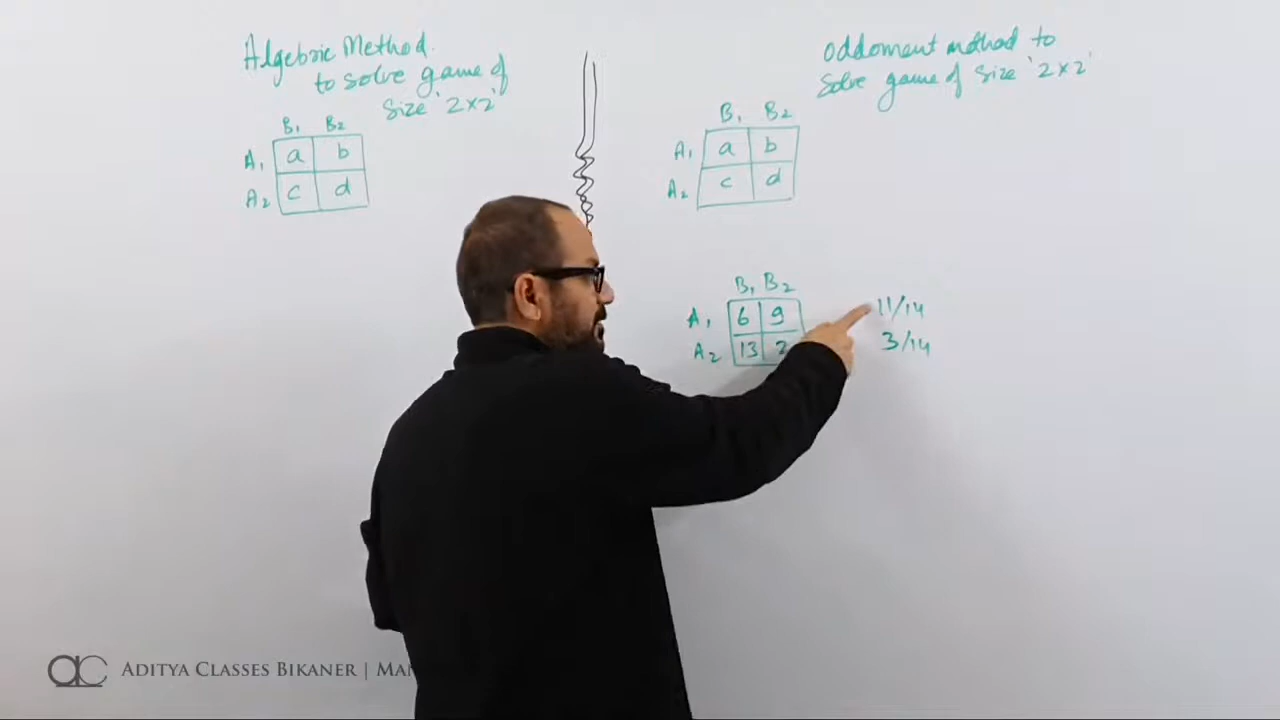 Algebric Method.
to solve game of
size '2×2'
B₁ B₂
A₁ a b
A₂ c d
oddoment method to
solve game of size '2×2'
B₁ B₂
A₁ a b
A₂ c d
B₁ B₂
A₁ 6 9 11/14
A₂ 13 2 3/14
ac ADITYA CLASSES BIKANER |